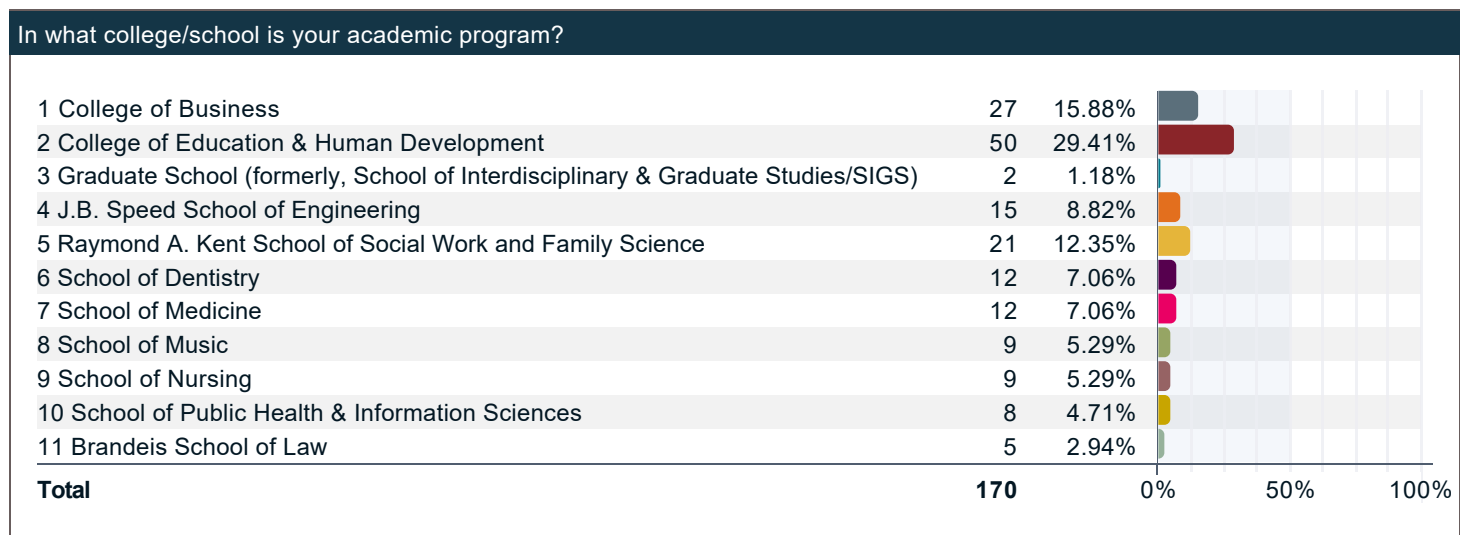 In what college/school is your academic program?
1 College of Business 27 15.88%
2 College of Education & Human Development 50 29.41%
3 Graduate School (formerly, School of Interdisciplinary & Graduate Studies/SIGS) 2 1.18%
4 J.B. Speed School of Engineering 15 8.82%
5 Raymond A. Kent School of Social Work and Family Science 21 12.35%
6 School of Dentistry 12 7.06%
7 School of Medicine 12 7.06%
8 School of Music 9 5.29%
9 School of Nursing 9 5.29%
10 School of Public Health & Information Sciences 8 4.71%
11 Brandeis School of Law 5 2.94%
Total 170 0% 50% 100%